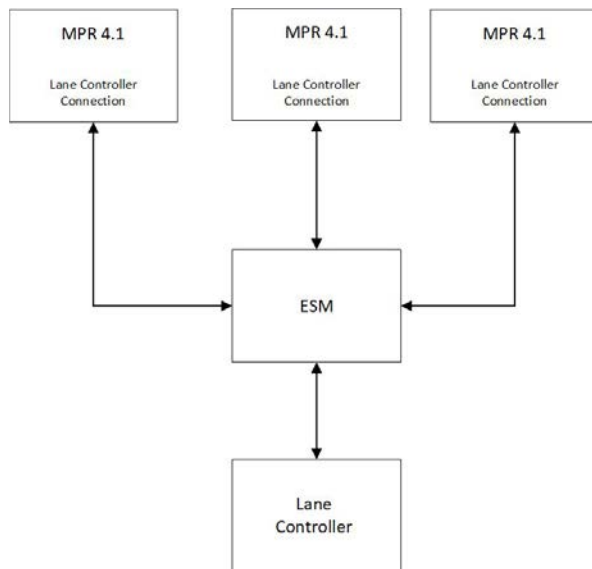 MPR 4.1
Lane Controller
Connection
MPR 4.1
Lane Controller
Connection
MPR 4.1
Lane Controller
Connection
ESM
Lane
Controller